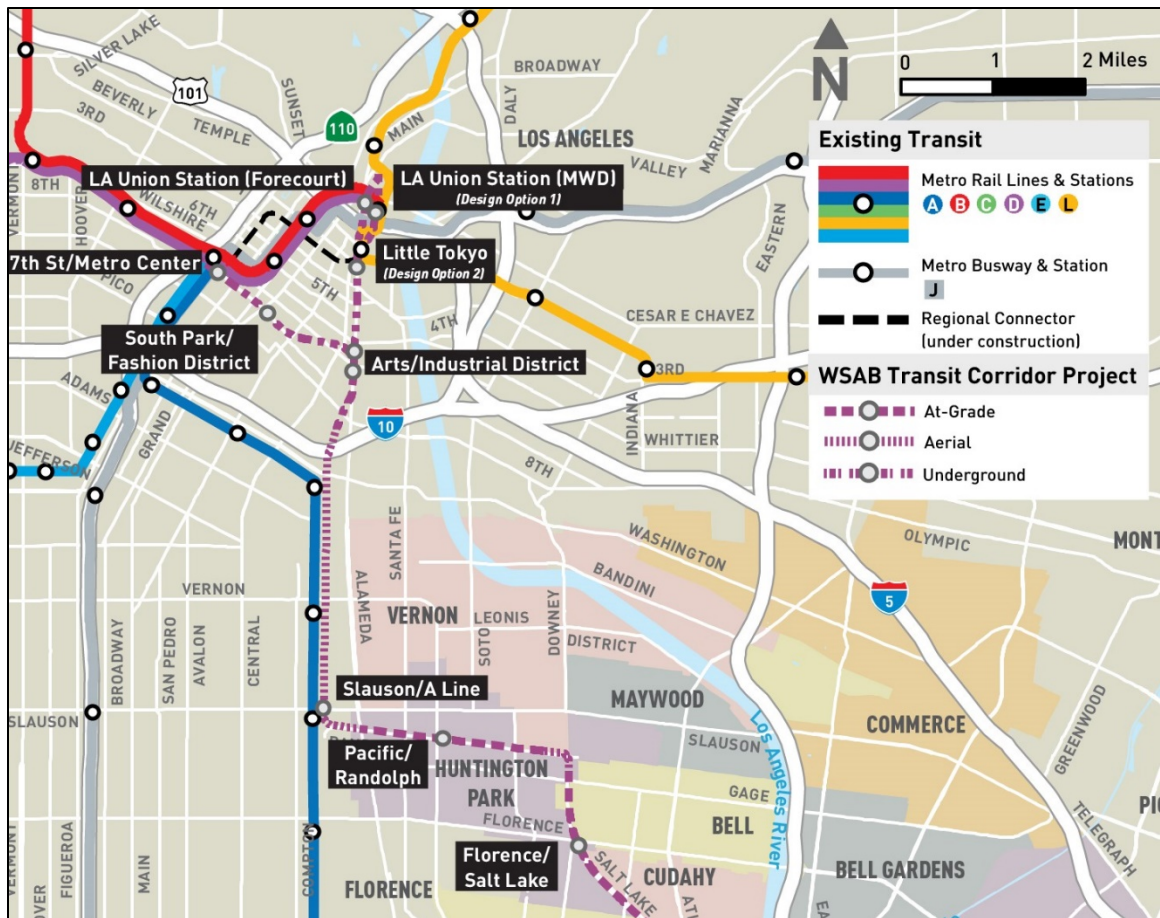 SILVER LAKE
BEVERLY
3RD
TEMPLE
SUNSET
101
110
MAIN
BROADWAY
DALY
LOS ANGELES
VALLEY
MARIANNA
EASTERN
N
0 1 2 Miles
Existing Transit
Metro Rail Lines & Stations
A B C D E L
Metro Busway & Station
J
Regional Connector
(under construction)
WSAB Transit Corridor Project
At-Grade
Aerial
Underground
VERMONT
8TH
HOOVER
WILSHIRE
6TH
LA Union Station (Forecourt)
LA Union Station (MWD)
(Design Option 1)
7th St/Metro Center
Little Tokyo
(Design Option 2)
PICO
5TH
4TH
CESAR E CHAVEZ
3RD
South Park/
Fashion District
Arts/Industrial District
ADAMS
GRAND
JEFFERSON
10
INDIANA
WHITTIER
8TH
SANTA FE
WASHINGTON
OLYMPIC
MONT
BANDINI
5
VERNON
ALAMEDA
VERNON
LEONIS
SOTO
DOWNEY
DISTRICT
BROADWAY
SAN PEDRO
AVALON
CENTRAL
Slauson/A Line
MAYWOOD
COMMERCE
GREENWOOD
SLAUSON
SLAUSON
Los Angeles River
Pacific/
Randolph
HUNTINGTON
PARK
GAGE
FLORENCE
BELL
TELEGRAPH
PI
VERMONT
FIGUEROA
MAIN
COMPTON
FLORENCE
Florence/
Salt Lake
SALT LAKE
CUDAHY
BELL GARDENS